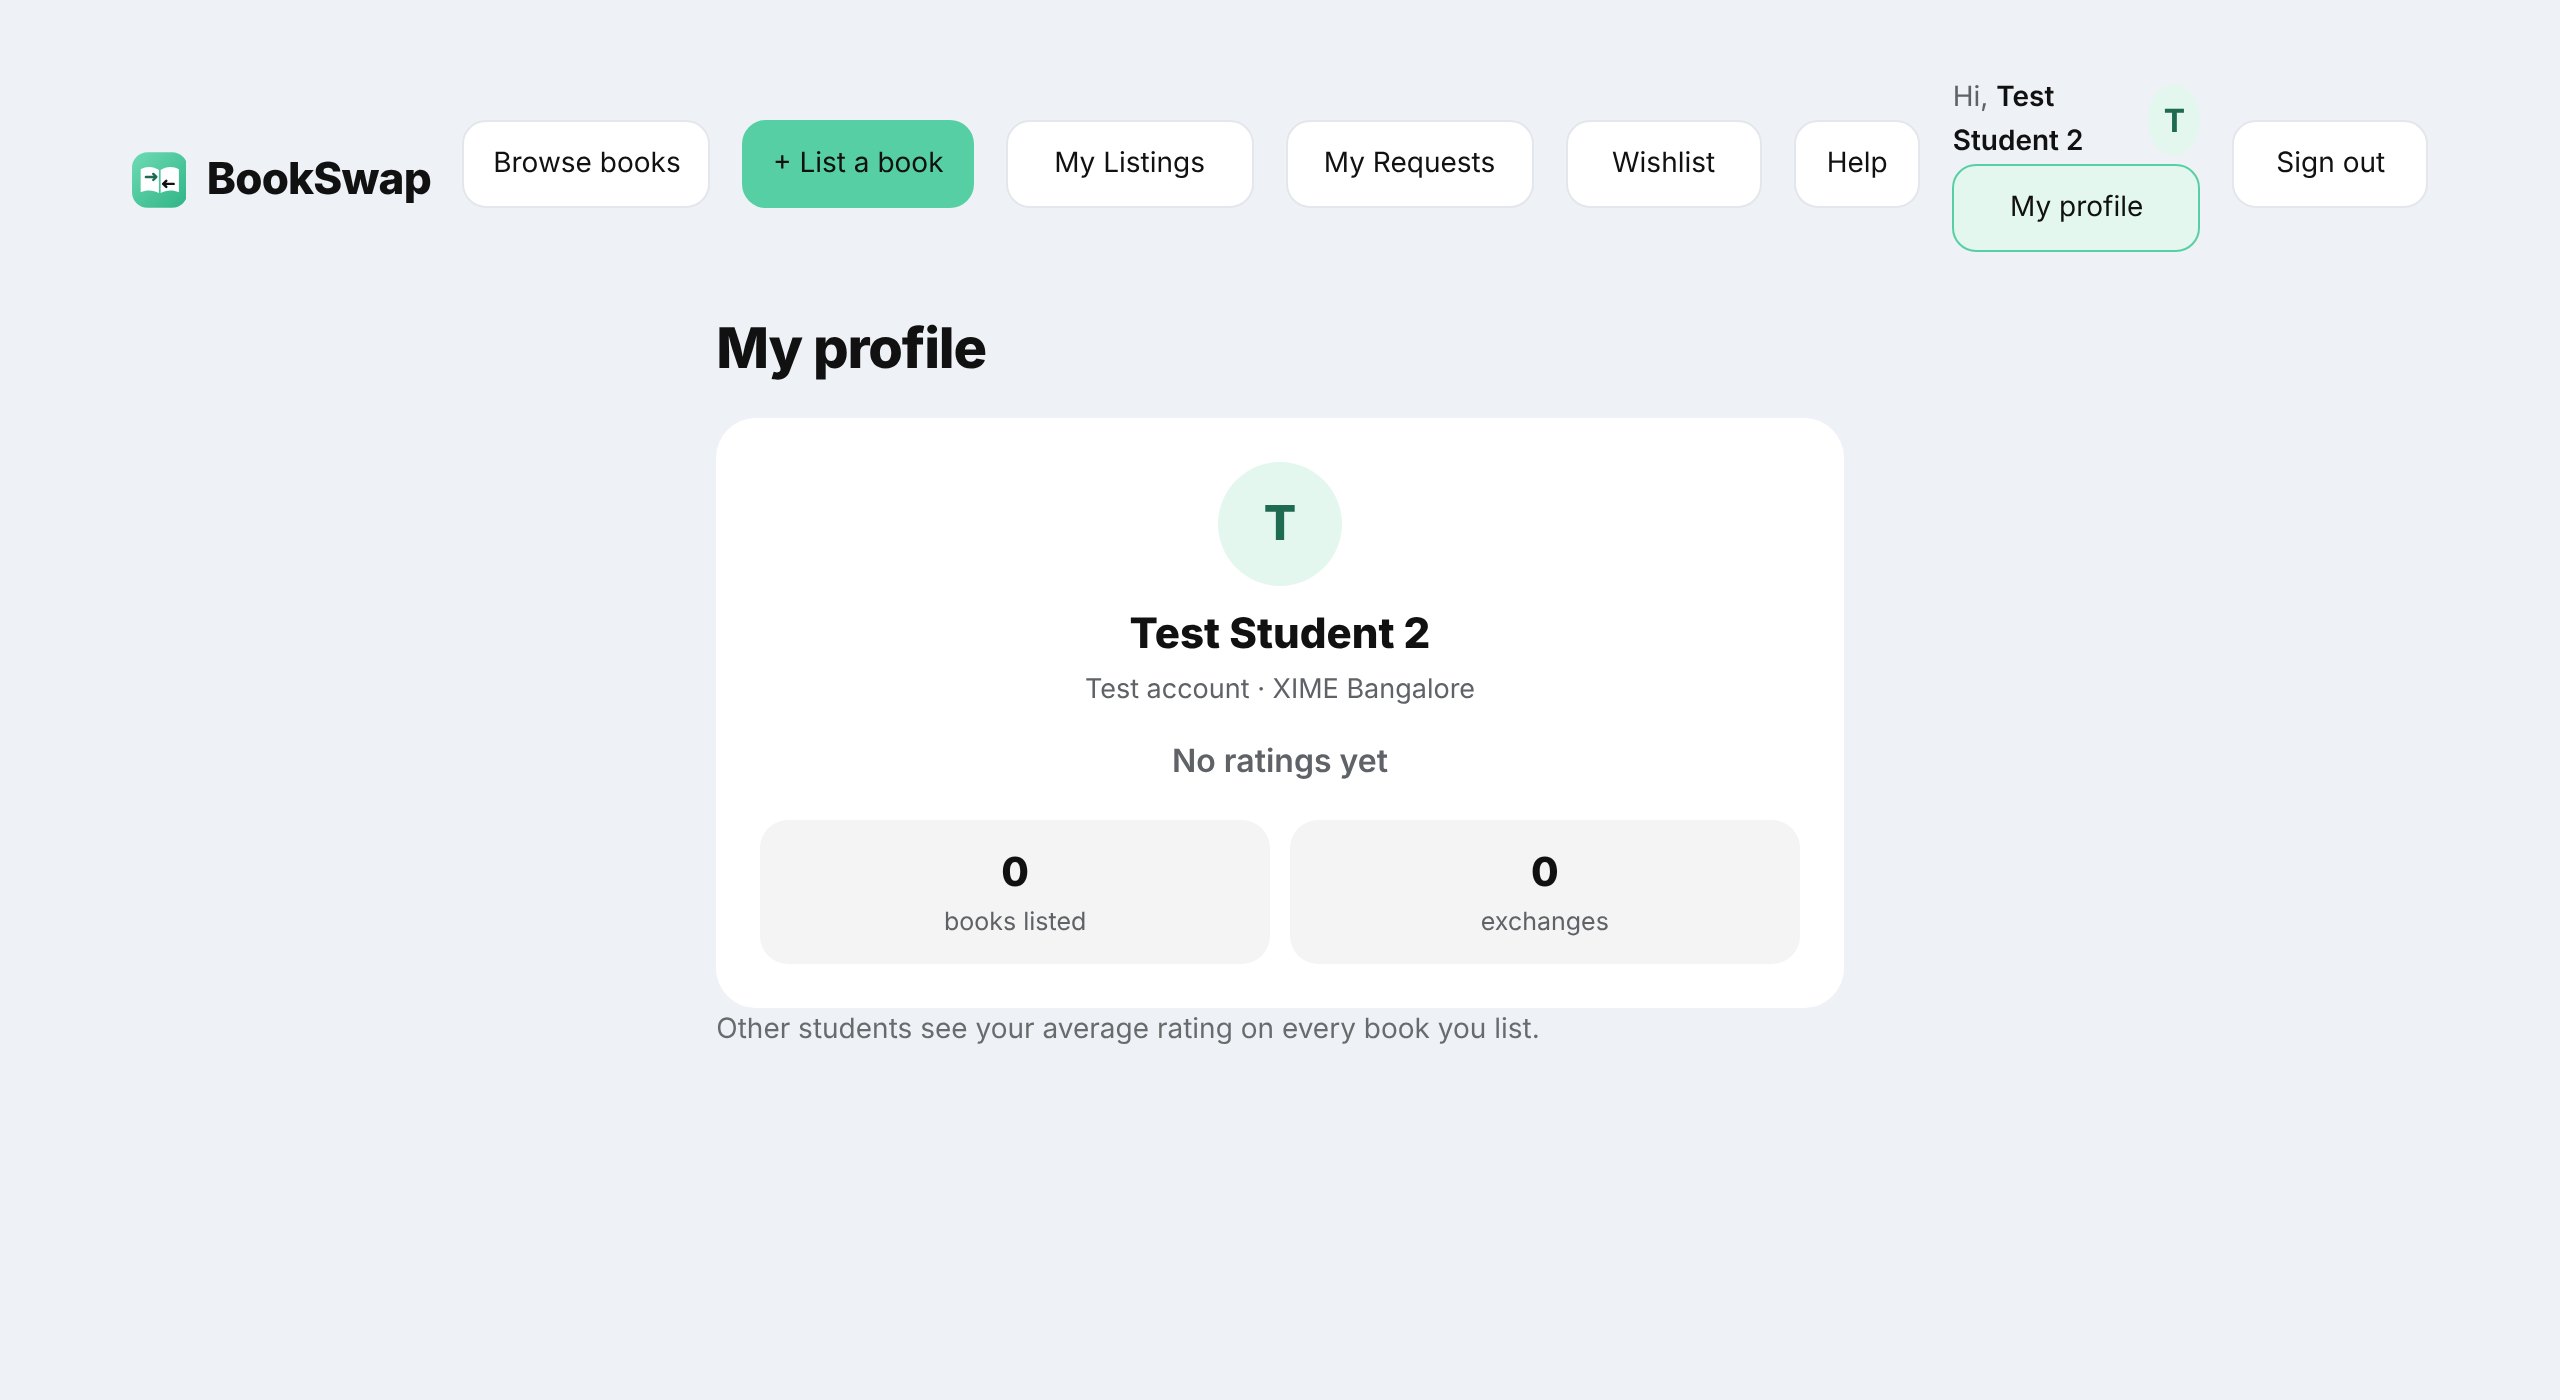 BookSwap
Browse books
+ List a book
My Listings
My Requests
Wishlist
Help
Hi, Test
Student 2
T
My profile
Sign out
My profile
T
Test Student 2
Test account · XIME Bangalore
No ratings yet
0
books listed
0
exchanges
Other students see your average rating on every book you list.